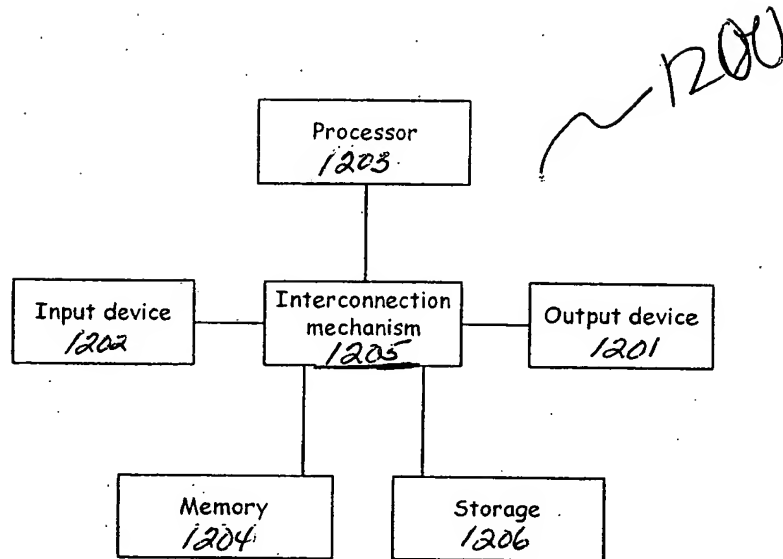 1200
Processor
1203
Input device
1202
Interconnection
mechanism
1205
Output device
1201
Memory
1204
Storage
1206